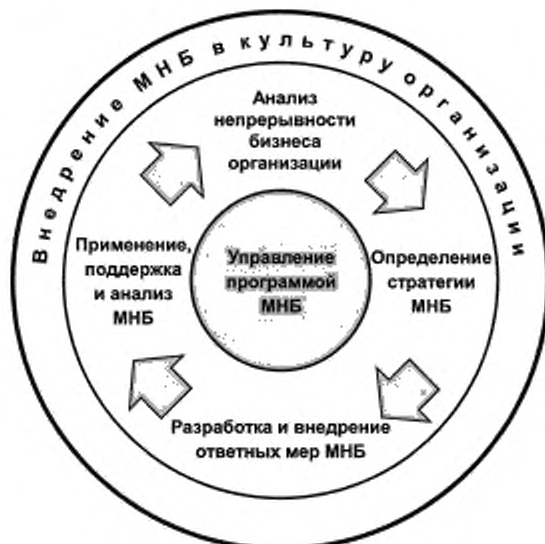 Внедрение МНБ в культуру организации
Анализ
непрерывности
бизнеса
организации
Применение,
поддержка
и анализ
МНБ
Управление
программой
МНБ
Определение
стратегии
МНБ
Разработка и внедрение
ответных мер МНБ